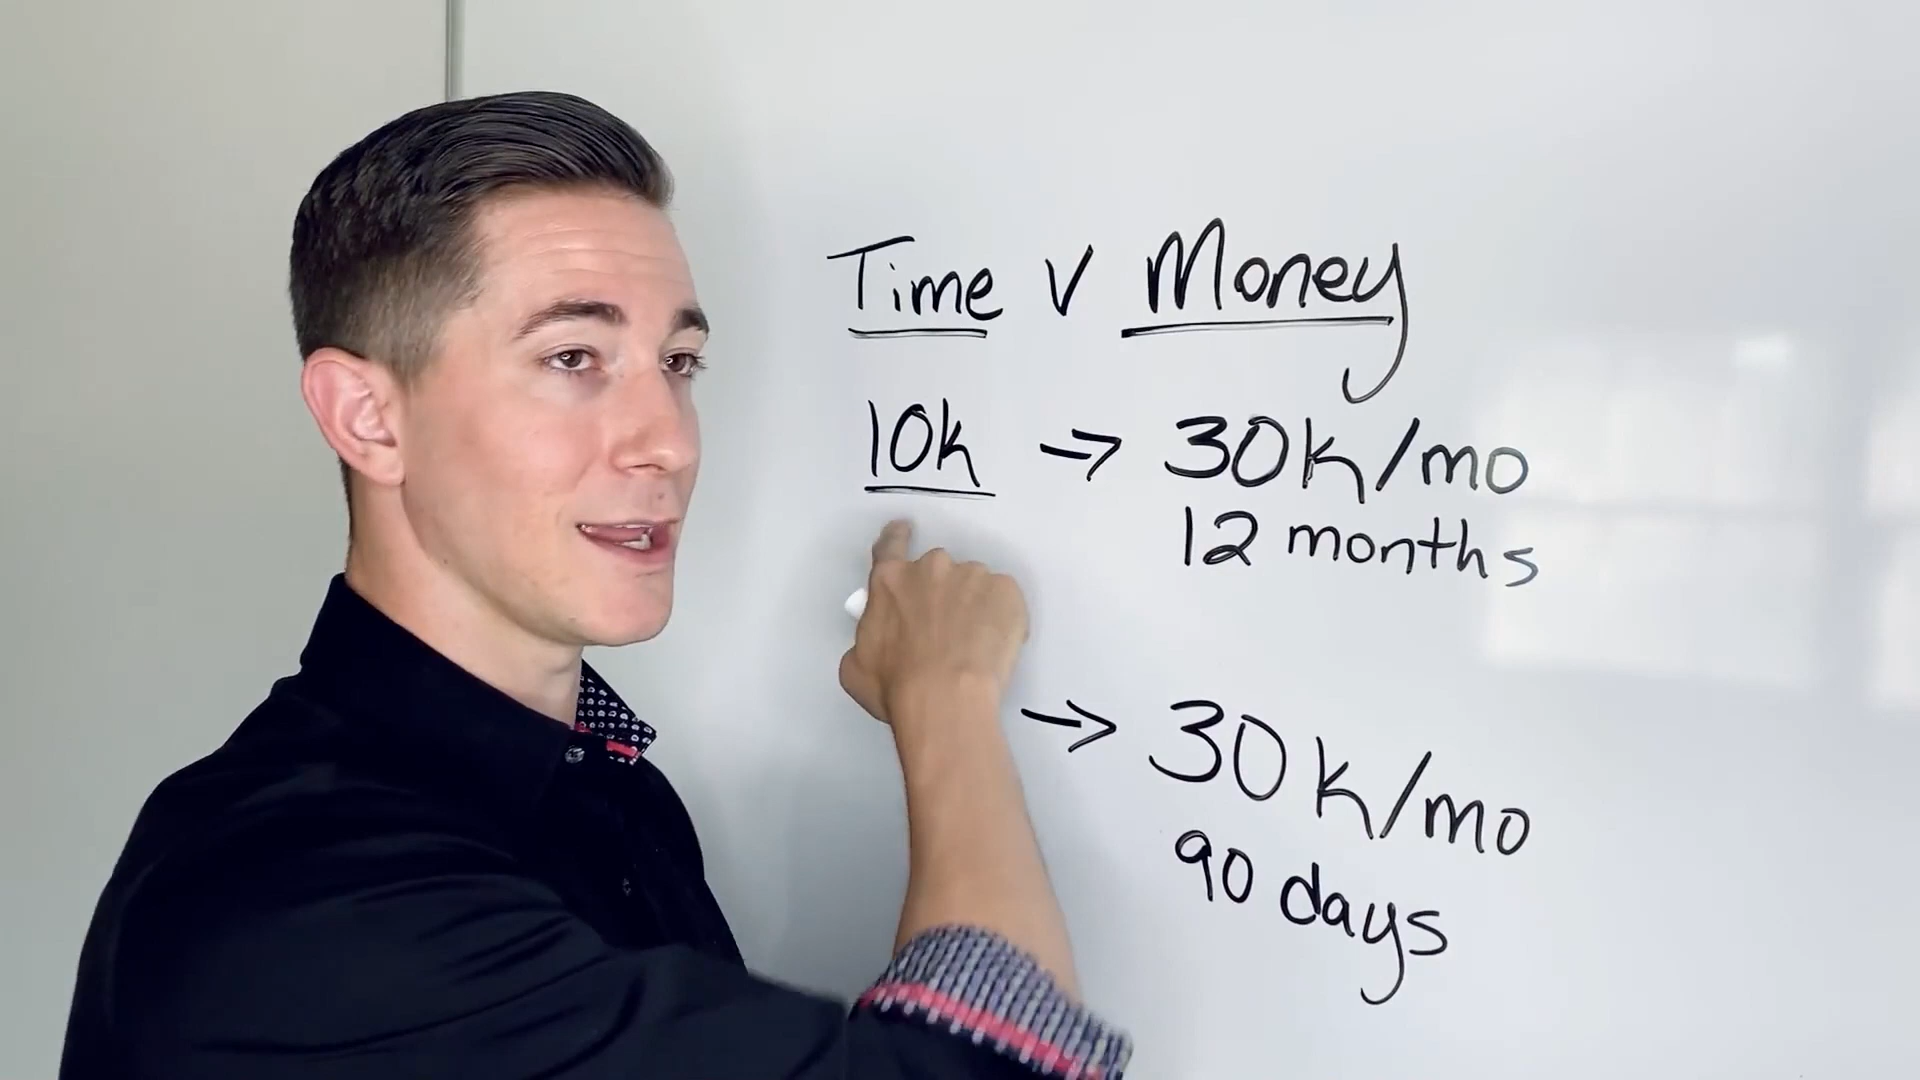 Time v Money
10k → 30k/mo
12 months
→ 30k/mo
90 days